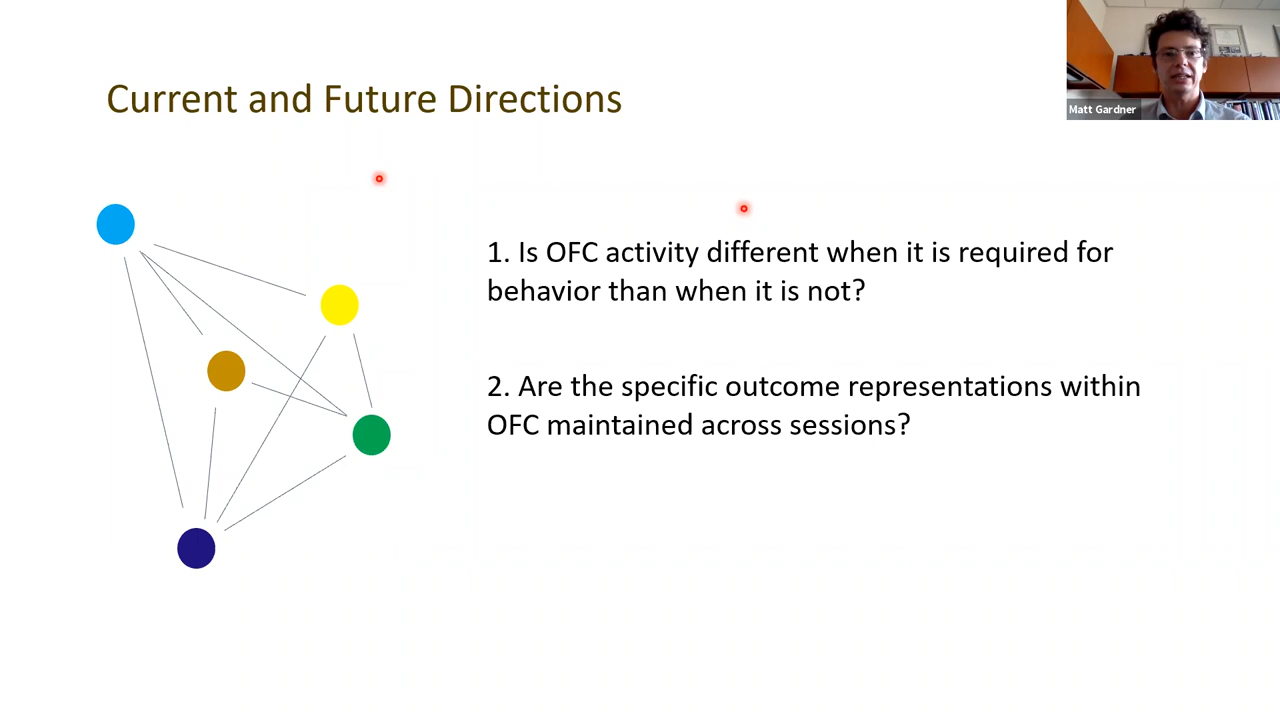 Current and Future Directions
Matt Gardner
1. Is OFC activity different when it is required for
behavior than when it is not?
2. Are the specific outcome representations within
OFC maintained across sessions?